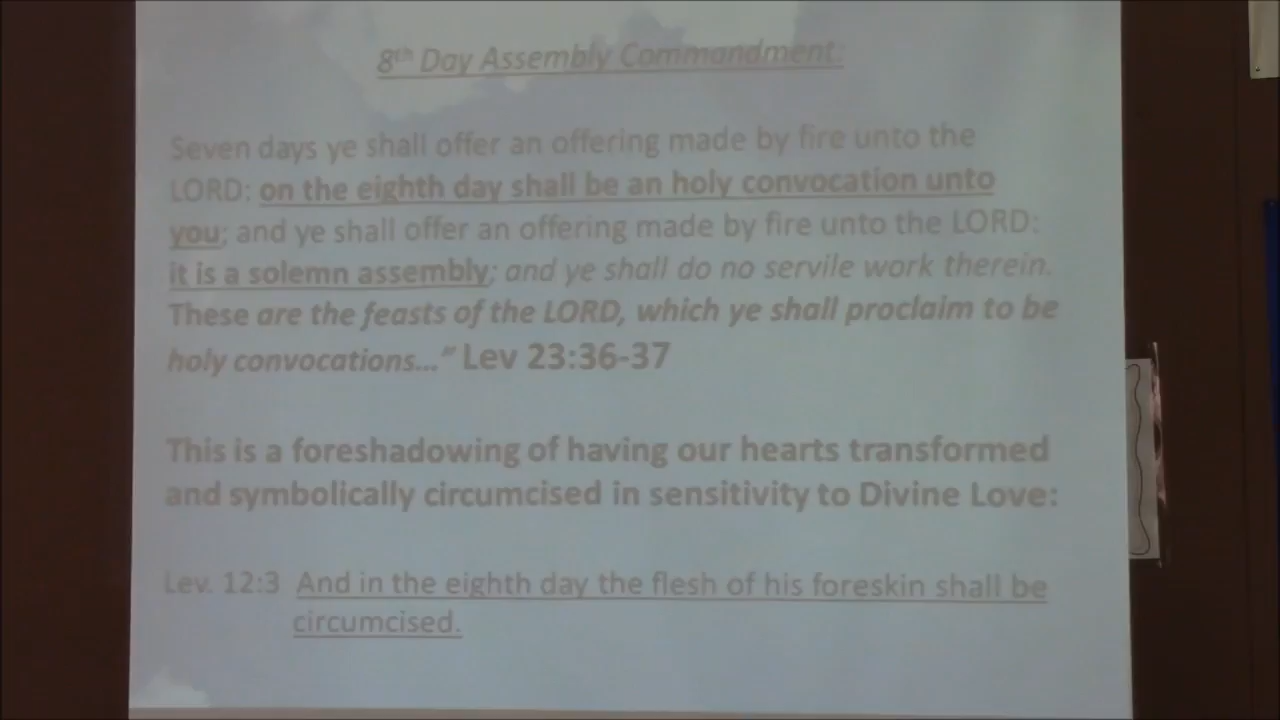 8th Day Assembly Commandment:
Seven days ye shall offer an offering made by fire unto the
LORD: on the eighth day shall be an holy convocation unto
you; and ye shall offer an offering made by fire unto the LORD:
it is a solemn assembly; and ye shall do no servile work therein.
These are the feasts of the LORD, which ye shall proclaim to be
holy convocations…" Lev 23:36-37
This is a foreshadowing of having our hearts transformed
and symbolically circumcised in sensitivity to Divine Love:
Lev. 12:3 And in the eighth day the flesh of his foreskin shall be
circumcised.